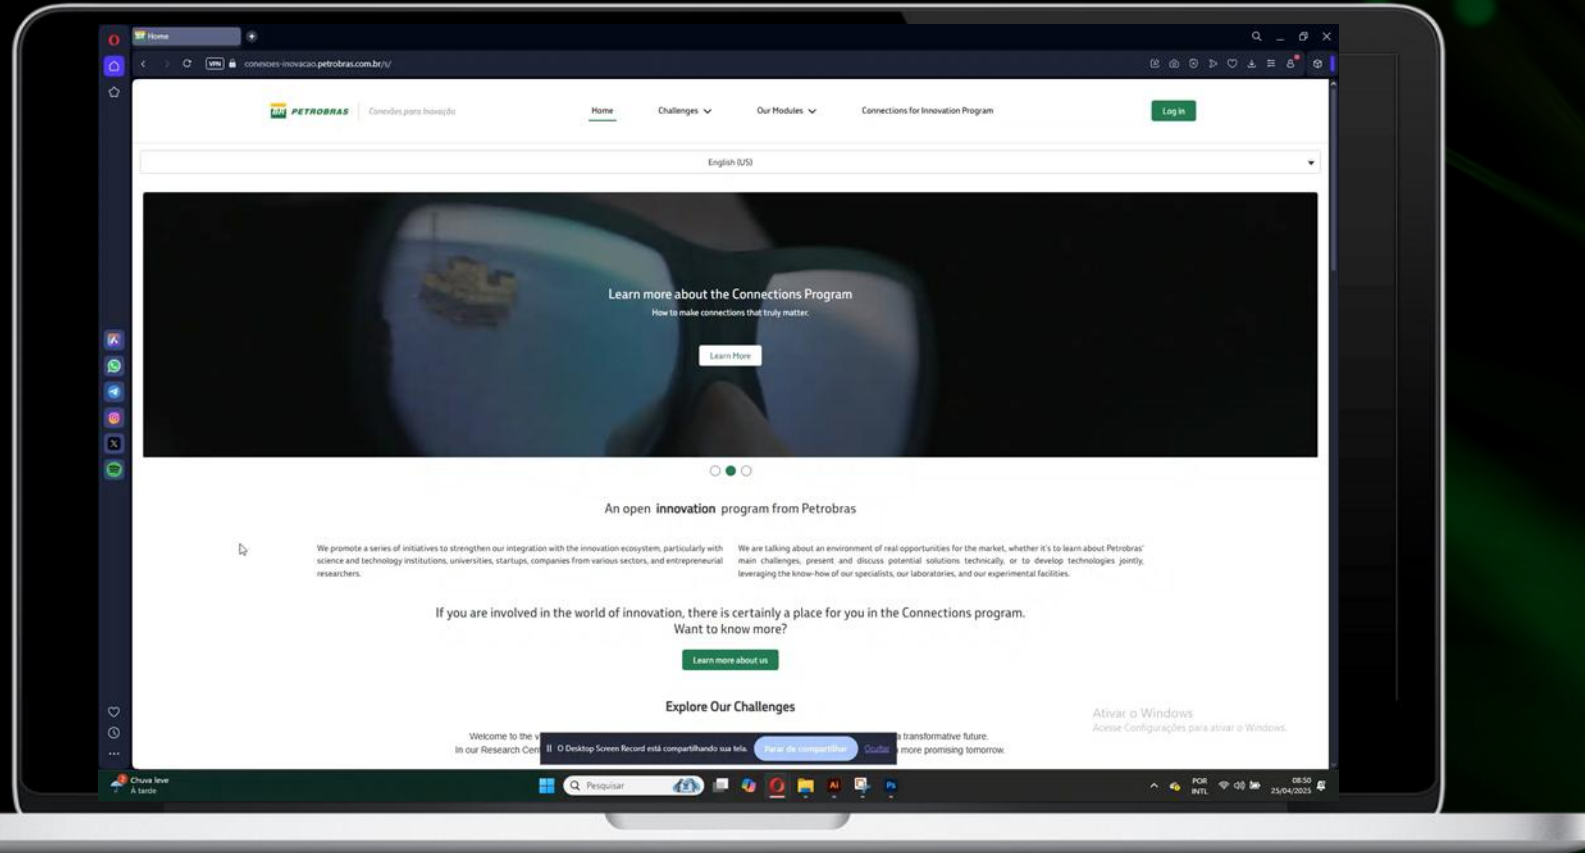 Home
VPN
conexoes-inovacao.petrobras.com.br/s/
BR PETROBRAS
Conexões para Inovação
Home
Challenges
Our Modules
Connections for Innovation Program
Log in
English (US)
Learn more about the Connections Program
How to make connections that truly matter.
Learn More
An open innovation program from Petrobras
We promote a series of initiatives to strengthen our integration with the innovation ecosystem, particularly with
science and technology institutions, universities, startups, companies from various sectors, and entrepreneurial
researchers.
We are talking about an environment of real opportunities for the market, whether it's to learn about Petrobras'
main challenges, present and discuss potential solutions technically, or to develop technologies jointly,
leveraging the know-how of our specialists, our laboratories, and our experimental facilities.
If you are involved in the world of innovation, there is certainly a place for you in the Connections program.
Want to know more?
Learn more about us
Explore Our Challenges
Ativar o Windows
Acesse Configurações para ativar o Windows.
Welcome to the v
a transformative future.
In our Research Cen
more promising tomorrow.
O Desktop Screen Record está compartilhando sua tela.
Parar de compartilhar
Ocultar
2
Chuva leve
À tarde
Pesquisar
Ai
Ps
POR
INTL
08:50
25/04/2025